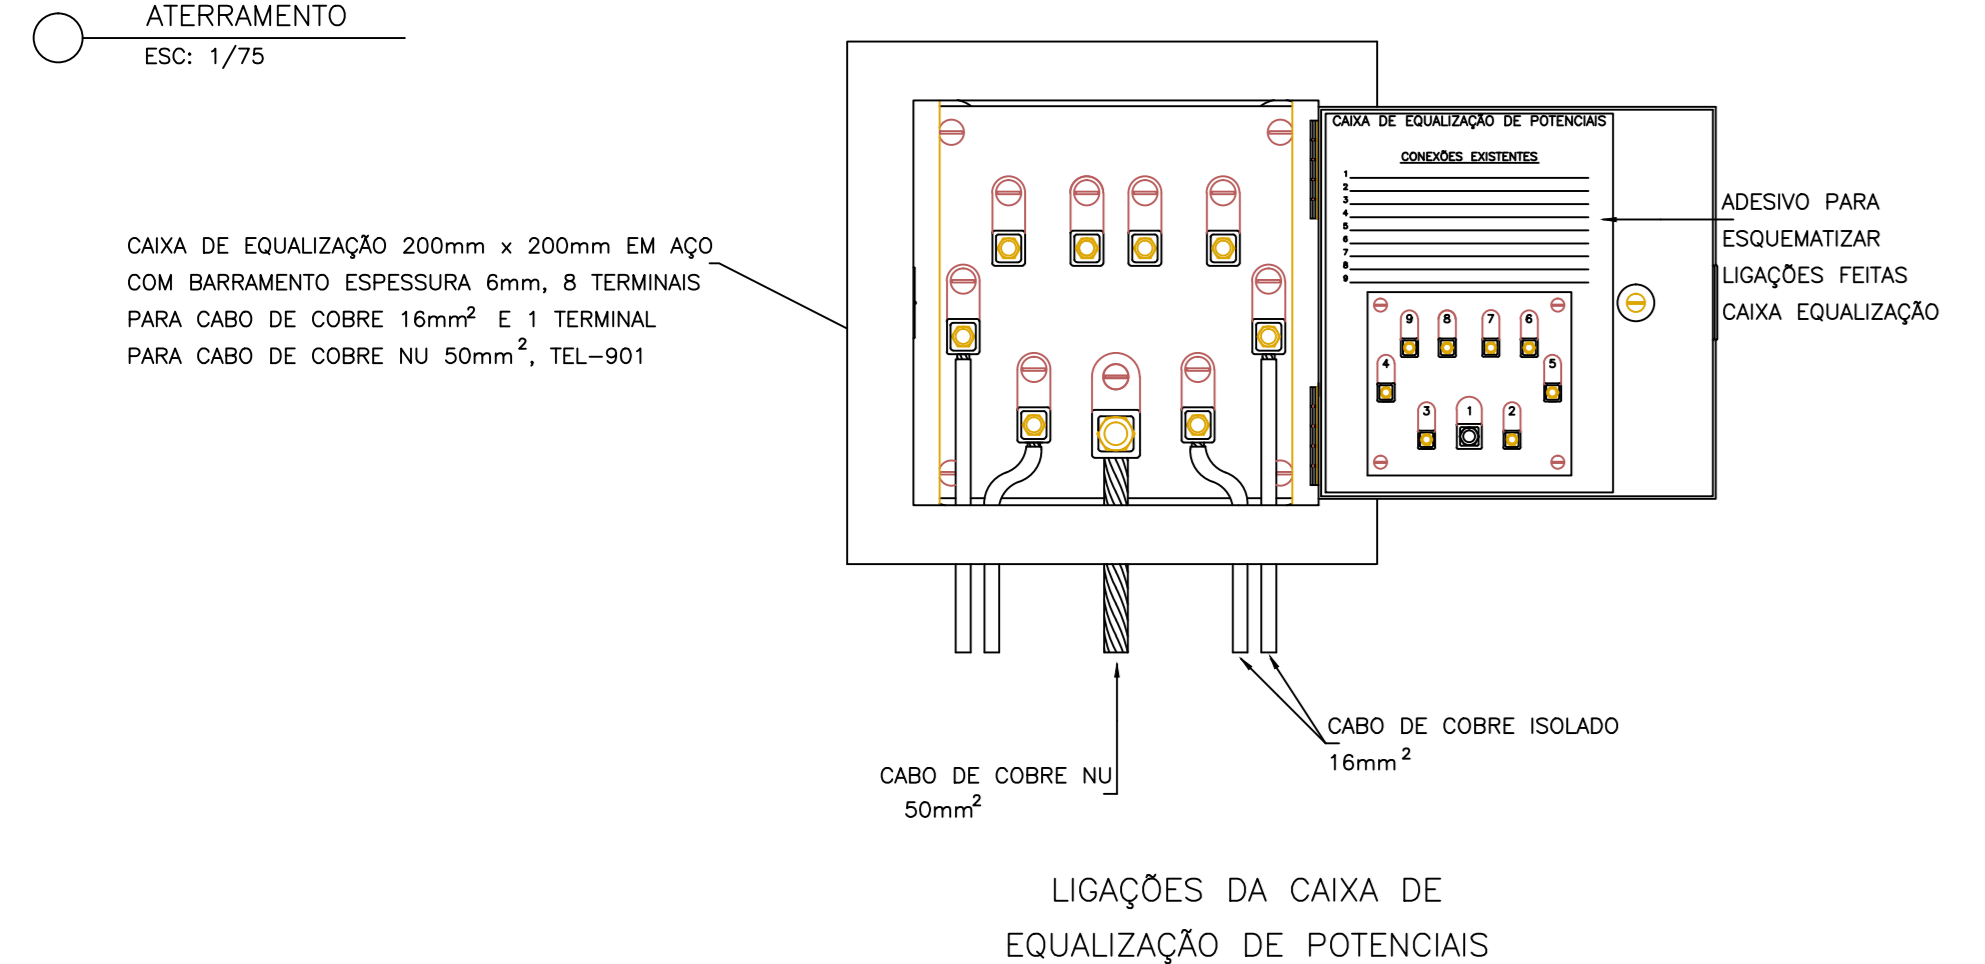 ATERRAMENTO
ESC: 1/75
CAIXA DE EQUALIZAÇÃO 200mm x 200mm EM AÇO
COM BARRAMENTO ESPESSURA 6mm, 8 TERMINAIS
PARA CABO DE COBRE 16mm² E 1 TERMINAL
PARA CABO DE COBRE NU 50mm², TEL-901
CAIXA DE EQUALIZAÇÃO DE POTENCIAIS
CONEXÕES EXISTENTES
1
2
3
4
5
6
7
8
9
9 8 7 6
4 5
3 1 2
ADESIVO PARA
ESQUEMATIZAR
LIGAÇÕES FEITAS
CAIXA EQUALIZAÇÃO
CABO DE COBRE ISOLADO
16mm²
CABO DE COBRE NU
50mm²
LIGAÇÕES DA CAIXA DE
EQUALIZAÇÃO DE POTENCIAIS